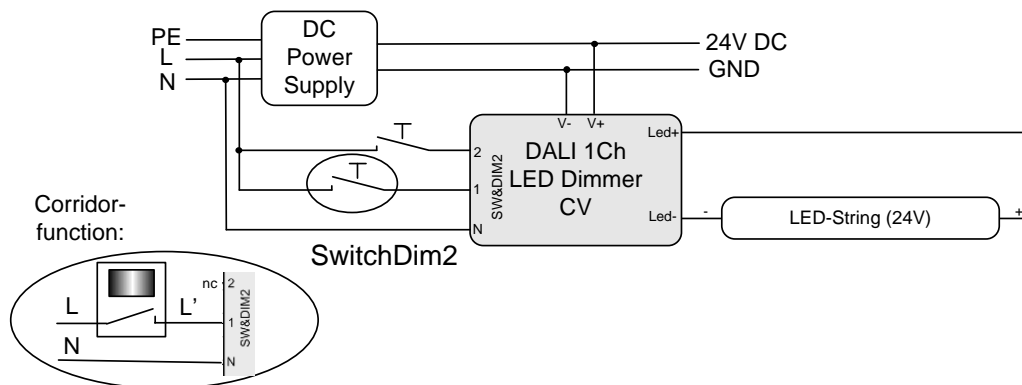 PE
L
N
DC
Power
Supply
24V DC
GND
V- V+
Led+
DALI 1Ch
LED Dimmer
CV
2
1
N
SW&DIM2
Led-
-
LED-String (24V)
+
SwitchDim2
Corridor-
function:
nc 2
L L' 1
N N
SW&DIM2